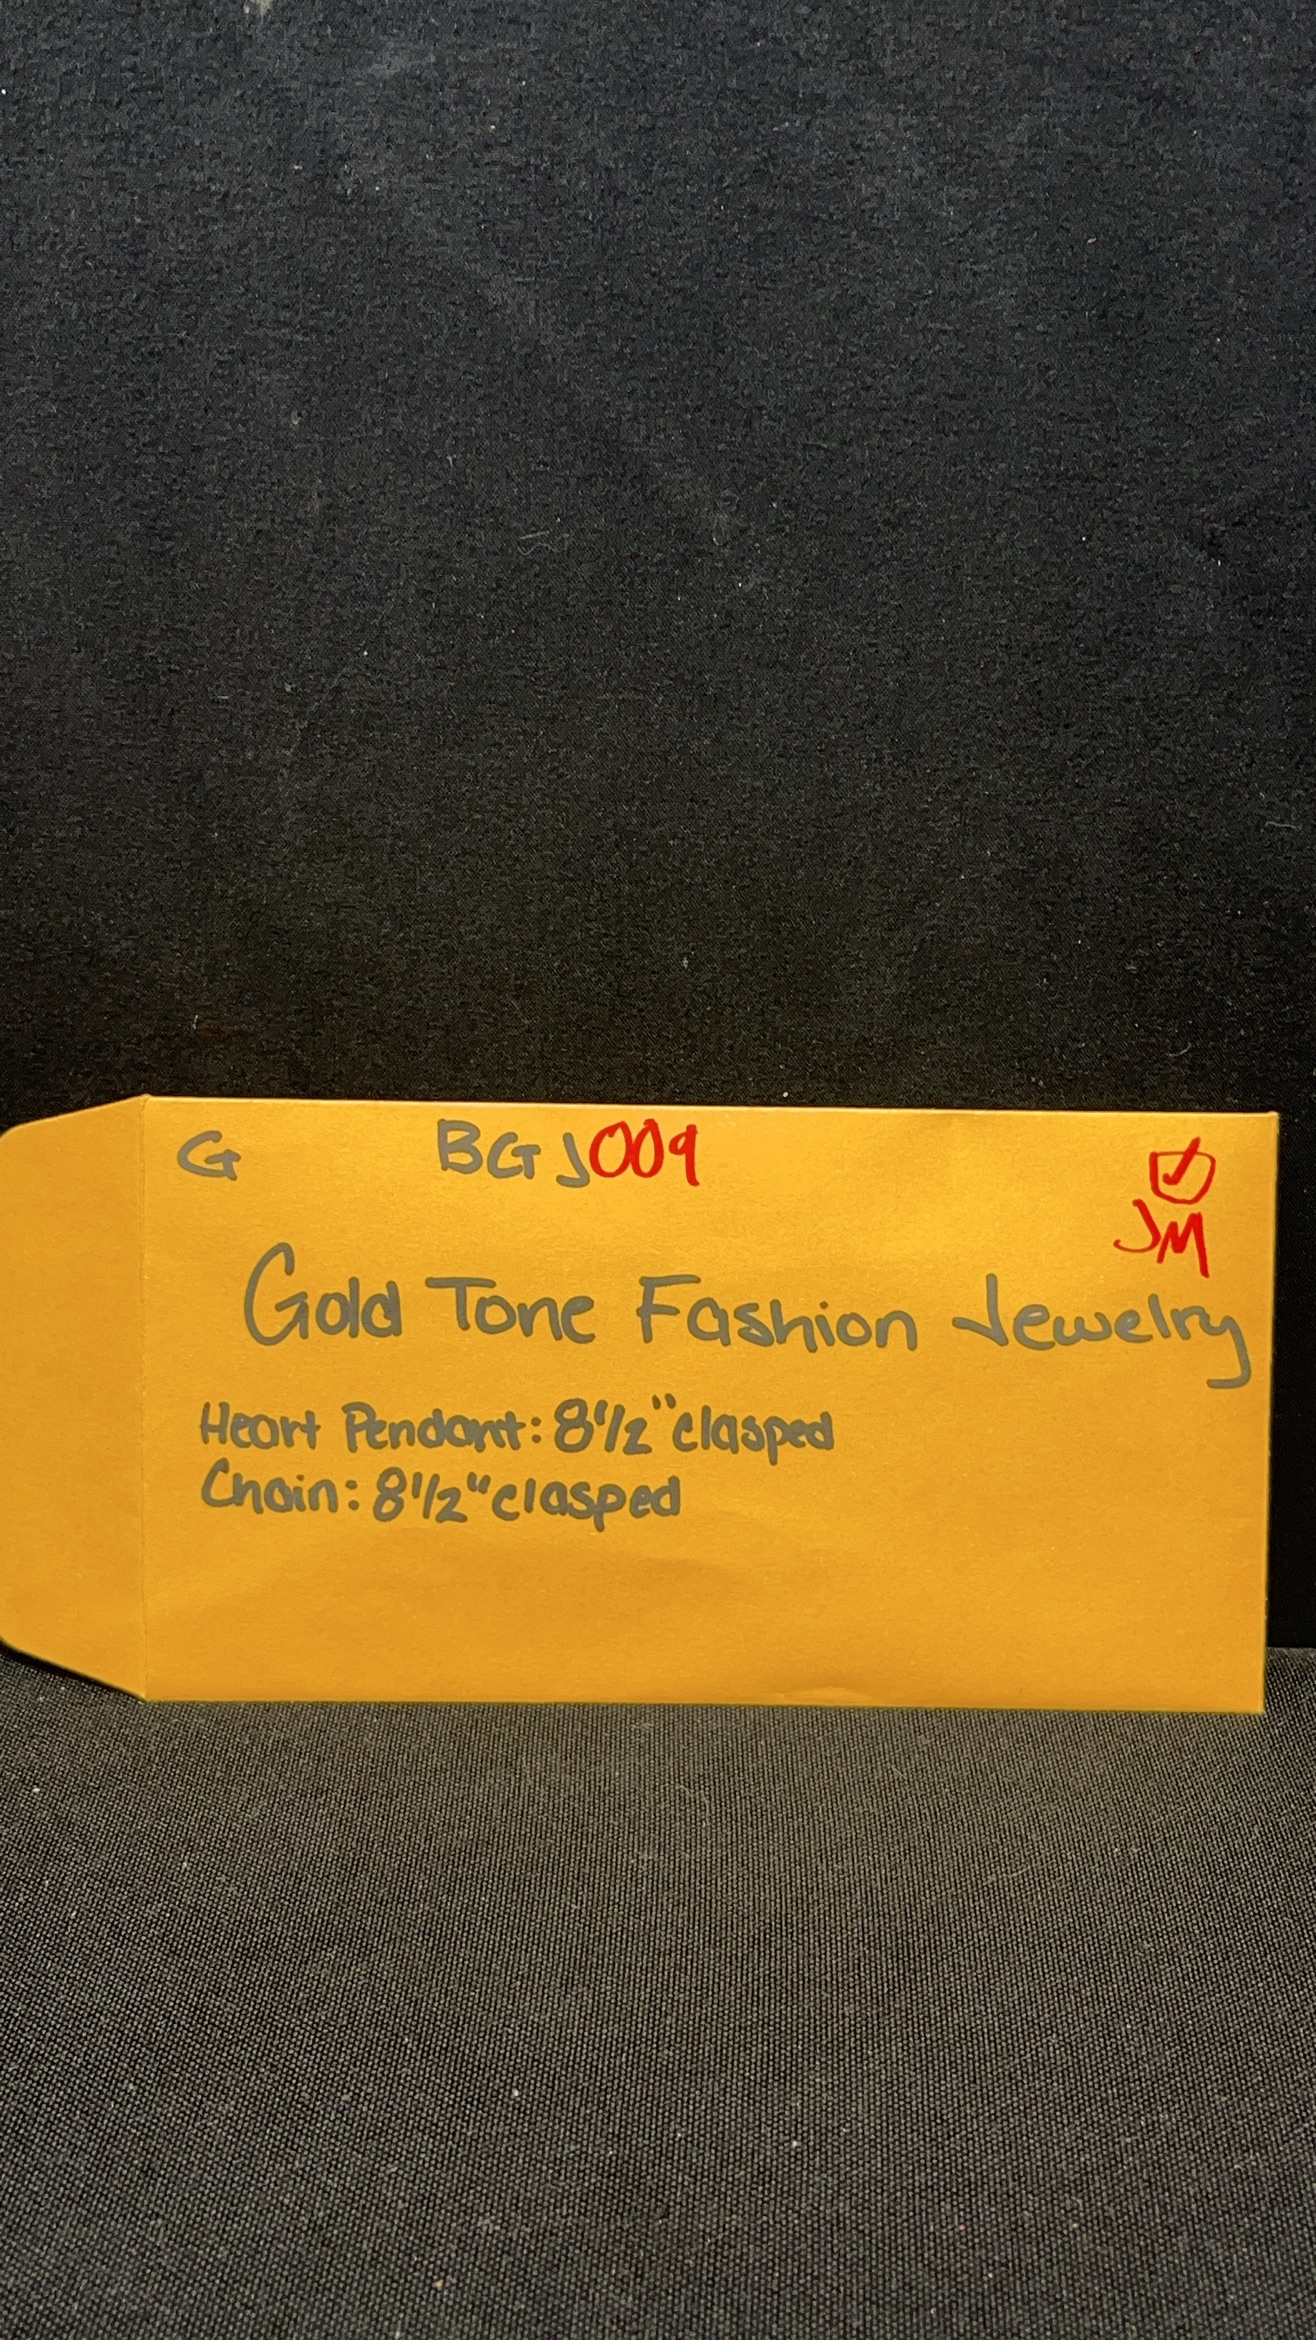 G BGJ009
JM
Gold Tone Fashion Jewelry
Heart Pendant: 8 1/2" clasped
Chain: 8 1/2" clasped